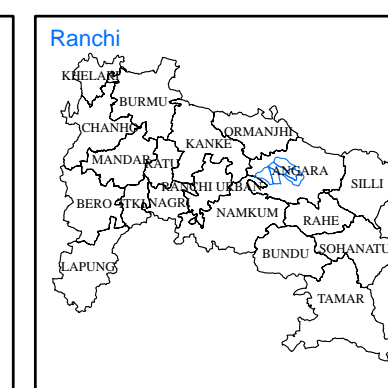 Ranchi
KHELARI
BURMU
CHANHO
ORMANJHI
KANKE
MANDAR
RATU
ANGARA
SILLI
RANCHI URBAN
BERO
ITKI
NAGRI
NAMKUM
RAHE
BUNDU
SOHANATU
LAPUNG
TAMAR